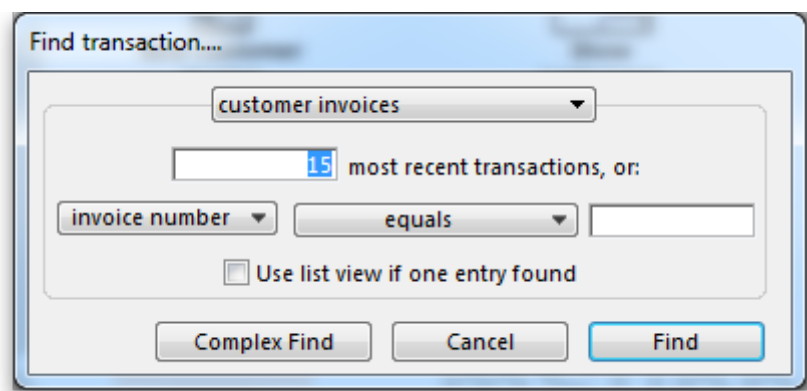 Find transaction....
customer invoices
15 most recent transactions, or:
invoice number equals
Use list view if one entry found
Complex Find Cancel Find